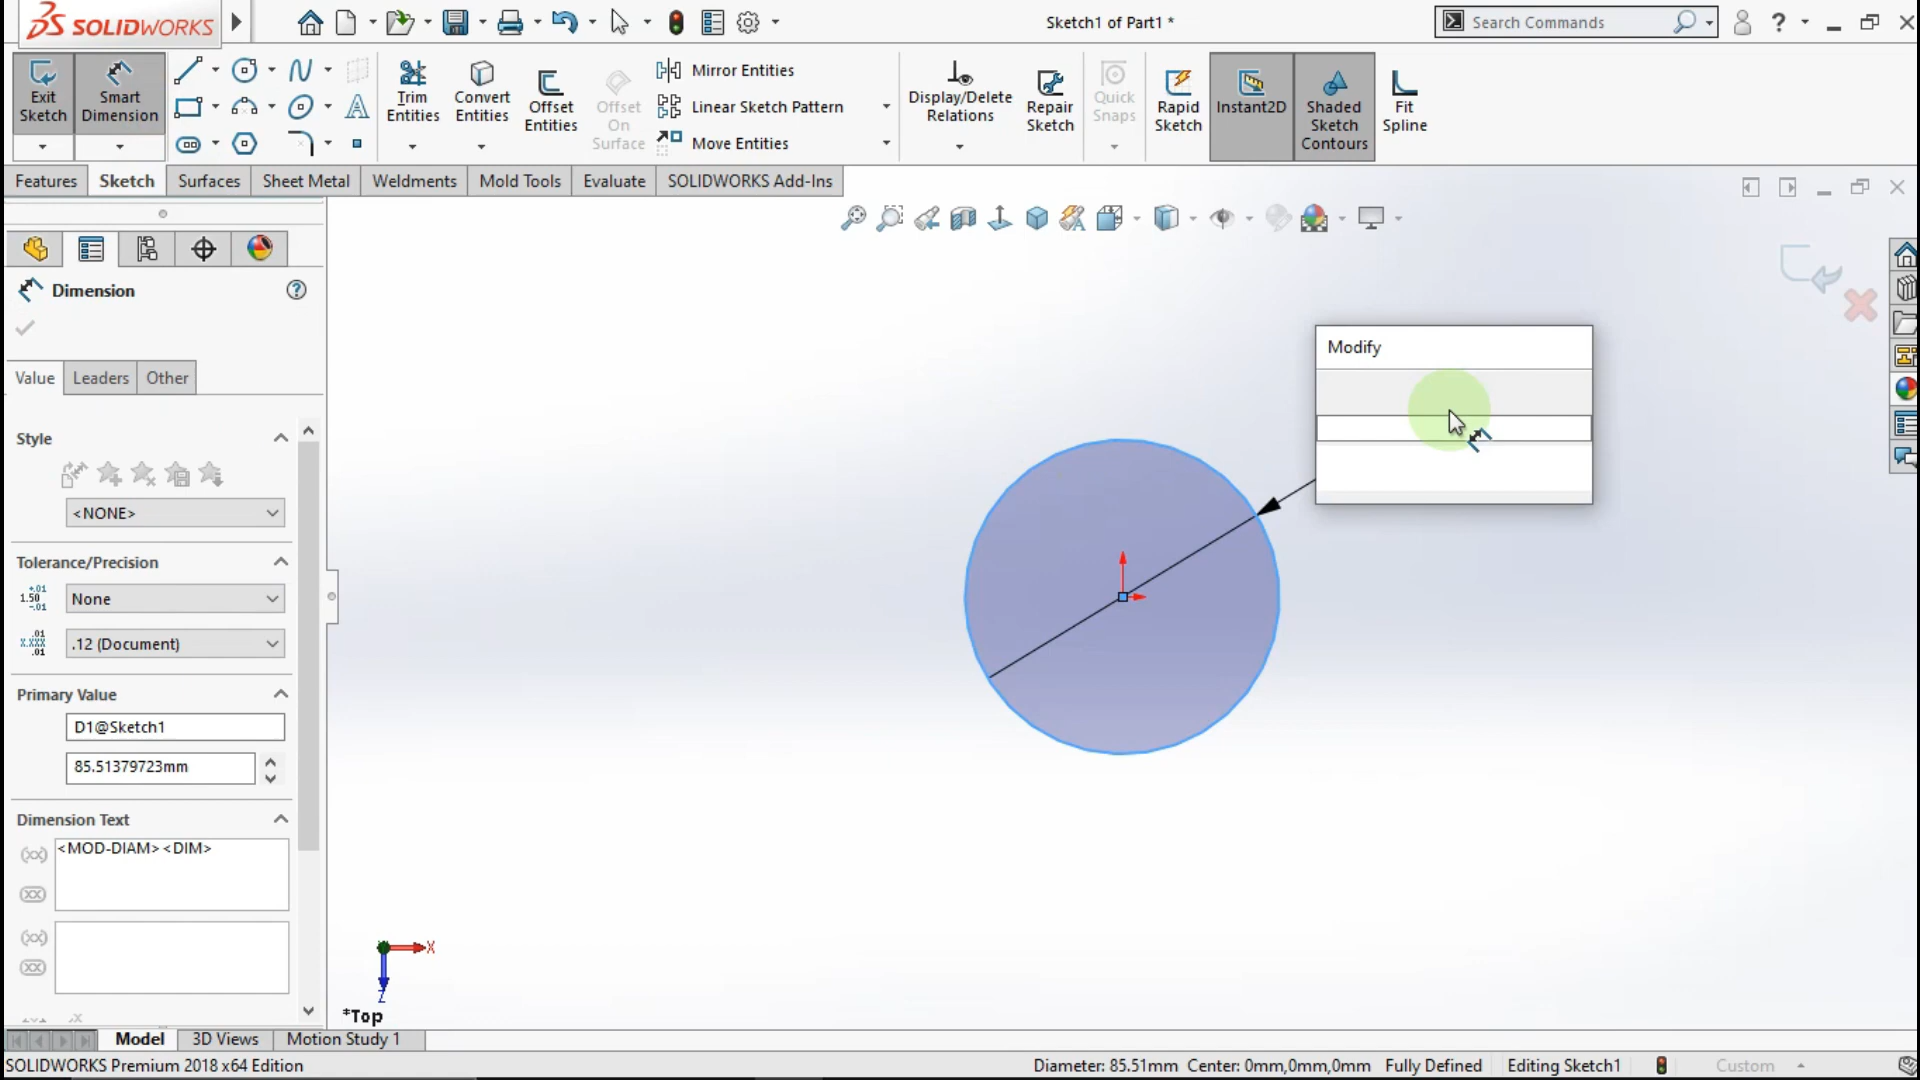 SOLIDWORKS
Sketch1 of Part1 *
Search Commands
?
Exit Sketch
Smart Dimension
Trim Entities
Convert Entities
Offset Entities
Offset On Surface
Mirror Entities
Linear Sketch Pattern
Move Entities
Display/Delete Relations
Repair Sketch
Quick Snaps
Rapid Sketch
Instant2D
Shaded Sketch Contours
Fit Spline
Features Sketch Surfaces Sheet Metal Weldments Mold Tools Evaluate SOLIDWORKS Add-Ins
Dimension
Value Leaders Other
Style
<NONE>
Tolerance/Precision
None
.12 (Document)
Primary Value
D1@Sketch1
85.51379723mm
Dimension Text
<MOD-DIAM><DIM>
Modify
X
Z
*Top
Model 3D Views Motion Study 1
SOLIDWORKS Premium 2018 x64 Edition
Diameter: 85.51mm Center: 0mm,0mm,0mm Fully Defined Editing Sketch1 Custom